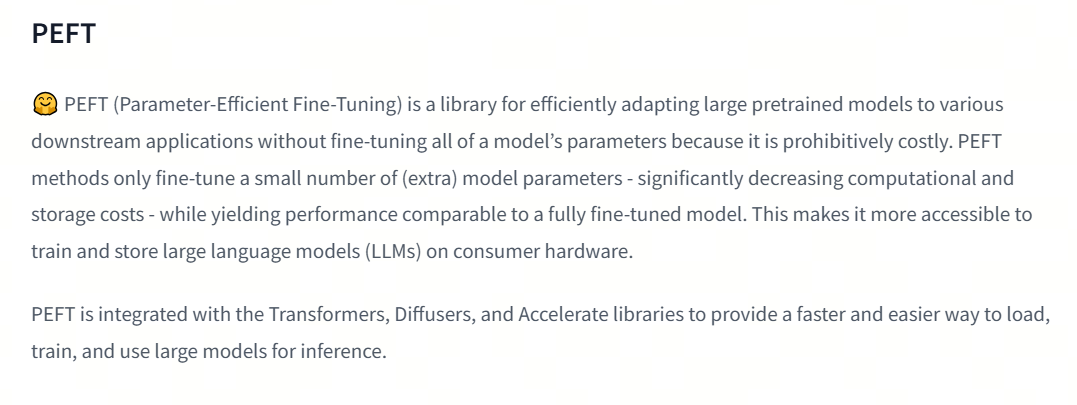 PEFT
🤗 PEFT (Parameter-Efficient Fine-Tuning) is a library for efficiently adapting large pretrained models to various
downstream applications without fine-tuning all of a model’s parameters because it is prohibitively costly. PEFT
methods only fine-tune a small number of (extra) model parameters - significantly decreasing computational and
storage costs - while yielding performance comparable to a fully fine-tuned model. This makes it more accessible to
train and store large language models (LLMs) on consumer hardware.
PEFT is integrated with the Transformers, Diffusers, and Accelerate libraries to provide a faster and easier way to load,
train, and use large models for inference.